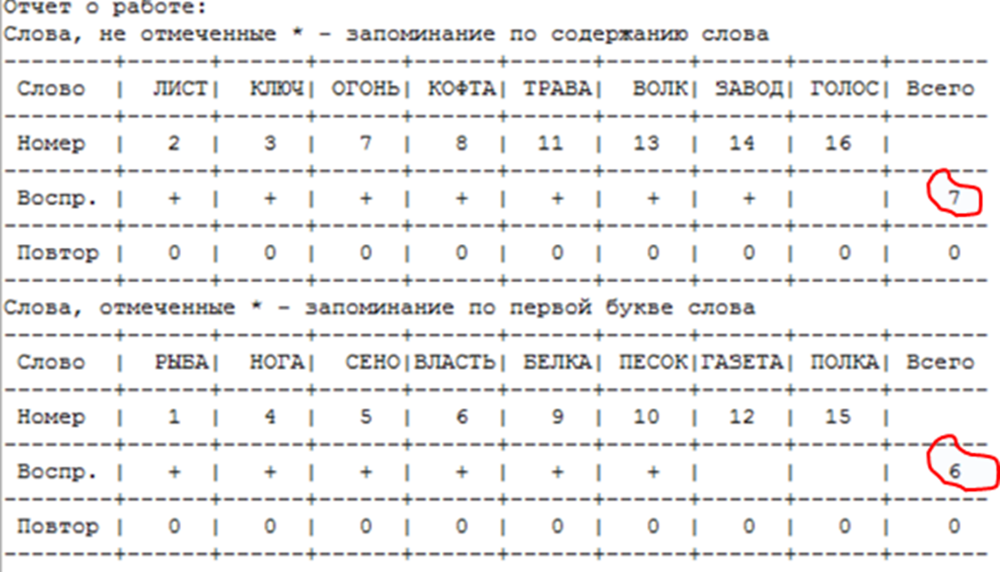 Отчет о работе:
Слова, не отмеченные * - запоминание по содержанию слова
--------+------+------+------+------+------+------+------+------+-------
Слово | ЛИСТ| КЛЮЧ| ОГОНЬ| КОФТА| ТРАВА| ВОЛК| ЗАВОД| ГОЛОС| Всего
--------+------+------+------+------+------+------+------+------+-------
Номер | 2 | 3 | 7 | 8 | 11 | 13 | 14 | 16 |
--------+------+------+------+------+------+------+------+------+-------
Воспр. | + | + | + | + | + | + | + | | 7
--------+------+------+------+------+------+------+------+------+-------
Повтор | 0 | 0 | 0 | 0 | 0 | 0 | 0 | 0 | 0
--------+------+------+------+------+------+------+------+------+-------
Слова, отмеченные * - запоминание по первой букве слова
--------+------+------+------+------+------+------+------+------+-------
Слово | РЫБА| НОГА| СЕНО|ВЛАСТЬ| БЕЛКА| ПЕСОК|ГАЗЕТА| ПОЛКА| Всего
--------+------+------+------+------+------+------+------+------+-------
Номер | 1 | 4 | 5 | 6 | 9 | 10 | 12 | 15 |
--------+------+------+------+------+------+------+------+------+-------
Воспр. | + | + | + | + | + | + | | | 6
--------+------+------+------+------+------+------+------+------+-------
Повтор | 0 | 0 | 0 | 0 | 0 | 0 | 0 | 0 | 0
--------+------+------+------+------+------+------+------+------+-------